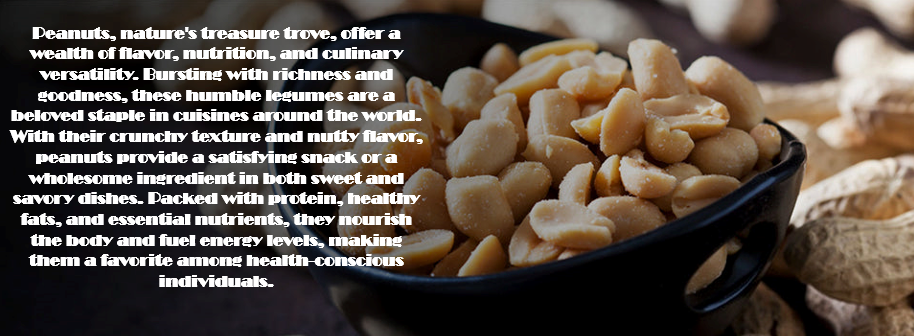 Peanuts, nature's treasure trove, offer a
wealth of flavor, nutrition, and culinary
versatility. Bursting with richness and
goodness, these humble legumes are a
beloved staple in cuisines around the world.
With their crunchy texture and nutty flavor,
peanuts provide a satisfying snack or a
wholesome ingredient in both sweet and
savory dishes. Packed with protein, healthy
fats, and essential nutrients, they nourish
the body and fuel energy levels, making
them a favorite among health-conscious
individuals.